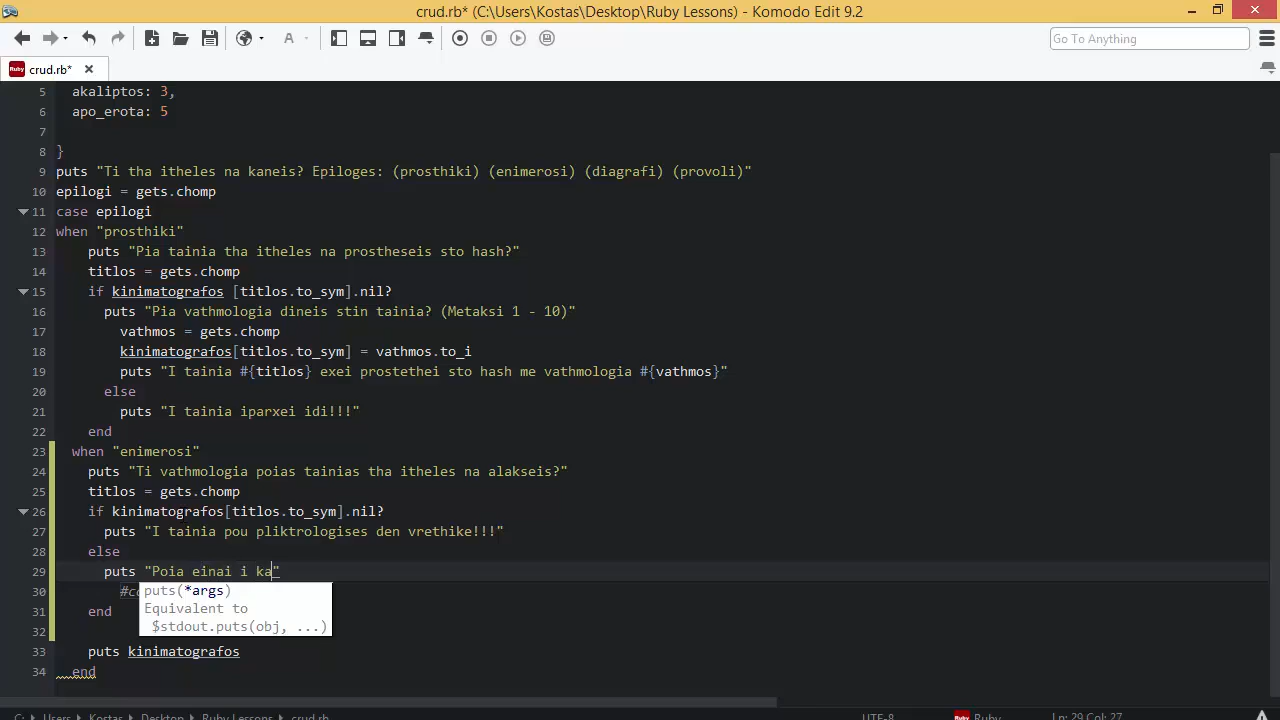 crud.rb* (C:\Users\Kostas\Desktop\Ruby Lessons) - Komodo Edit 9.2
Go To Anything
Ruby crud.rb*
5 akaliptos: 3,
6 apo_erota: 5
7
8 }
9 puts "Ti tha itheles na kaneis? Epiloges: (prosthiki) (enimerosi) (diagrafi) (provoli)"
10 epilogi = gets.chomp
11 case epilogi
12 when "prosthiki"
13 puts "Pia tainia tha itheles na prostheseis sto hash?"
14 titlos = gets.chomp
15 if kinimatografos [titlos.to_sym].nil?
16 puts "Pia vathmologia dineis stin tainia? (Metaksi 1 - 10)"
17 vathmos = gets.chomp
18 kinimatografos[titlos.to_sym] = vathmos.to_i
19 puts "I tainia #{titlos} exei prostethei sto hash me vathmologia #{vathmos}"
20 else
21 puts "I tainia iparxei idi!!!"
22 end
23 when "enimerosi"
24 puts "Ti vathmologia poias tainias tha itheles na alakseis?"
25 titlos = gets.chomp
26 if kinimatografos[titlos.to_sym].nil?
27 puts "I tainia pou pliktrologises den vrethike!!!"
28 else
29 puts "Poia einai i ka"
30 #co puts(*args)
Equivalent to
31 end
$stdout.puts(obj, ...)
32
33 puts kinimatografos
34 end
C: Users Kostas Desktop Ruby Lessons crud.rb UTF-8 Ruby Ln: 29 Col: 27